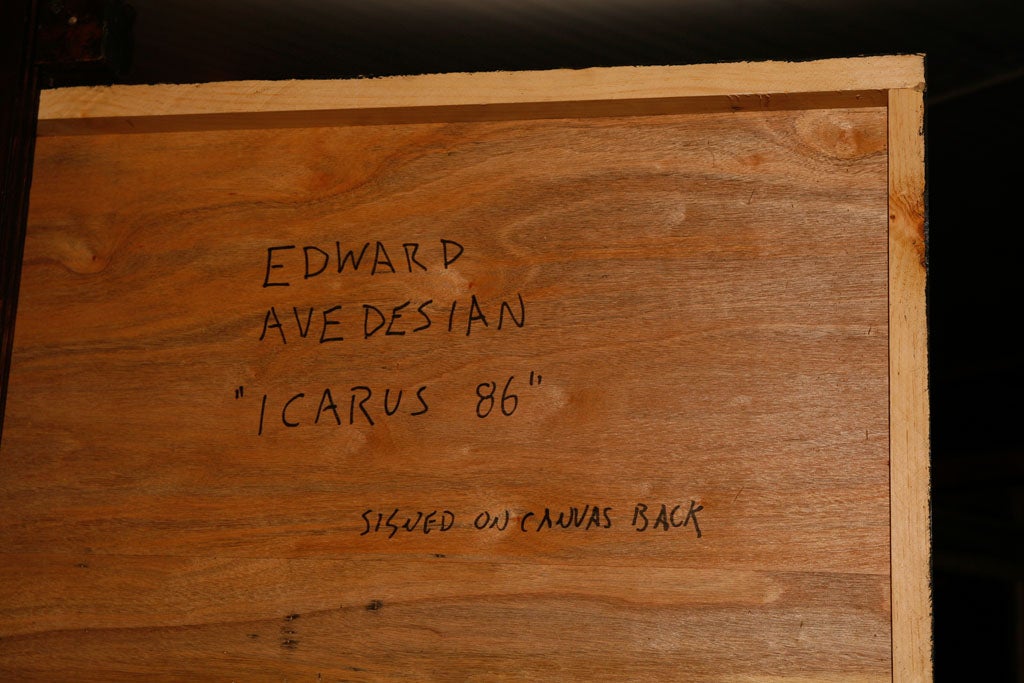 EDWARD
AVEDESIAN
"ICARUS 86"
SIGNED ON CANVAS BACK